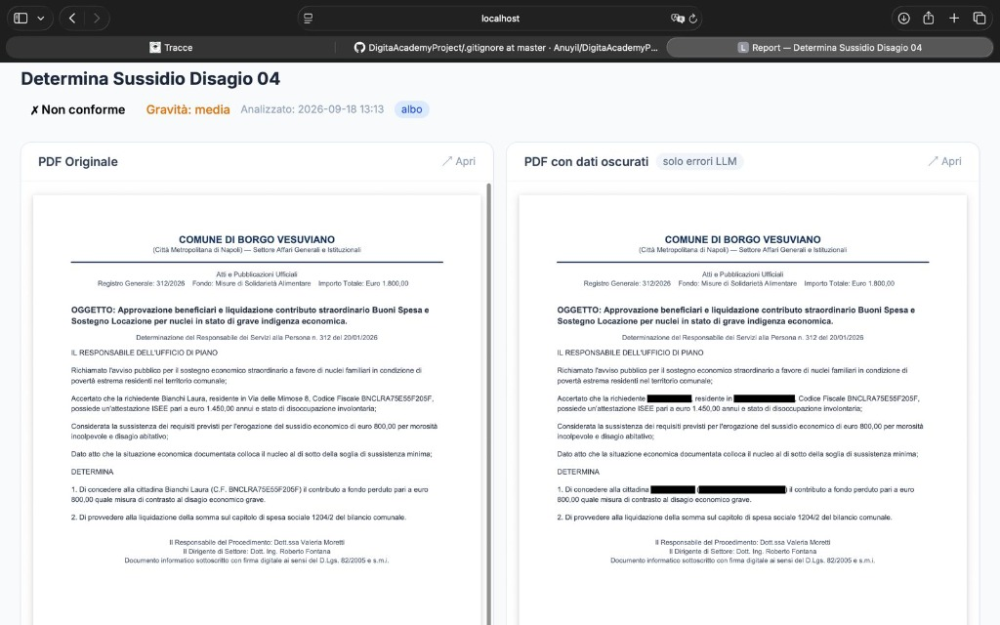 localhost
Tracce
DigitaAcademyProject/.gitignore at master · Anuyil/DigitaAcademyP...
L Report — Determina Sussidio Disagio 04
Determina Sussidio Disagio 04
✗ Non conforme Gravità: media Analizzato: 2026-09-18 13:13 albo
PDF Originale
↗ Apri
COMUNE DI BORGO VESUVIANO
(Città Metropolitana di Napoli) — Settore Affari Generali e Istituzionali
Atti e Pubblicazioni Ufficiali
Registro Generale: 312/2026 Fondo: Misure di Solidarietà Alimentare Importo Totale: Euro 1.800,00
OGGETTO: Approvazione beneficiari e liquidazione contributo straordinario Buoni Spesa e
Sostegno Locazione per nuclei in stato di grave indigenza economica.
Determinazione del Responsabile dei Servizi alla Persona n. 312 del 20/01/2026
IL RESPONSABILE DELL'UFFICIO DI PIANO
Richiamato l'avviso pubblico per il sostegno economico straordinario a favore di nuclei familiari in condizione di
povertà estrema residenti nel territorio comunale;
Accertato che la richiedente Bianchi Laura, residente in Via delle Mimose 8, Codice Fiscale BNCLRA75E55F205F,
possiede un'attestazione ISEE pari a euro 1.450,00 annui e stato di disoccupazione involontaria;
Considerata la sussistenza dei requisiti previsti per l'erogazione del sussidio economico di euro 800,00 per morosità
incolpevole e disagio abitativo;
Dato atto che la situazione economica documentata colloca il nucleo al di sotto della soglia di sussistenza minima;
DETERMINA
1. Di concedere alla cittadina Bianchi Laura (C.F. BNCLRA75E55F205F) il contributo a fondo perduto pari a euro
800,00 quale misura di contrasto al disagio economico grave.
2. Di provvedere alla liquidazione della somma sul capitolo di spesa sociale 1204/2 del bilancio comunale.
Il Responsabile del Procedimento: Dott.ssa Valeria Moretti
Il Dirigente di Settore: Dott. Ing. Roberto Fontana
Documento informatico sottoscritto con firma digitale ai sensi del D.Lgs. 82/2005 e s.m.i.
PDF con dati oscurati solo errori LLM
↗ Apri
COMUNE DI BORGO VESUVIANO
(Città Metropolitana di Napoli) — Settore Affari Generali e Istituzionali
Atti e Pubblicazioni Ufficiali
Registro Generale: 312/2026 Fondo: Misure di Solidarietà Alimentare Importo Totale: Euro 1.800,00
OGGETTO: Approvazione beneficiari e liquidazione contributo straordinario Buoni Spesa e
Sostegno Locazione per nuclei in stato di grave indigenza economica.
Determinazione del Responsabile dei Servizi alla Persona n. 312 del 20/01/2026
IL RESPONSABILE DELL'UFFICIO DI PIANO
Richiamato l'avviso pubblico per il sostegno economico straordinario a favore di nuclei familiari in condizione di
povertà estrema residenti nel territorio comunale;
Accertato che la richiedente , residente in , Codice Fiscale BNCLRA75E55F205F,
possiede un'attestazione ISEE pari a euro 1.450,00 annui e stato di disoccupazione involontaria;
Considerata la sussistenza dei requisiti previsti per l'erogazione del sussidio economico di euro 800,00 per morosità
incolpevole e disagio abitativo;
Dato atto che la situazione economica documentata colloca il nucleo al di sotto della soglia di sussistenza minima;
DETERMINA
1. Di concedere alla cittadina ( ) il contributo a fondo perduto pari a euro
800,00 quale misura di contrasto al disagio economico grave.
2. Di provvedere alla liquidazione della somma sul capitolo di spesa sociale 1204/2 del bilancio comunale.
Il Responsabile del Procedimento: Dott.ssa Valeria Moretti
Il Dirigente di Settore: Dott. Ing. Roberto Fontana
Documento informatico sottoscritto con firma digitale ai sensi del D.Lgs. 82/2005 e s.m.i.